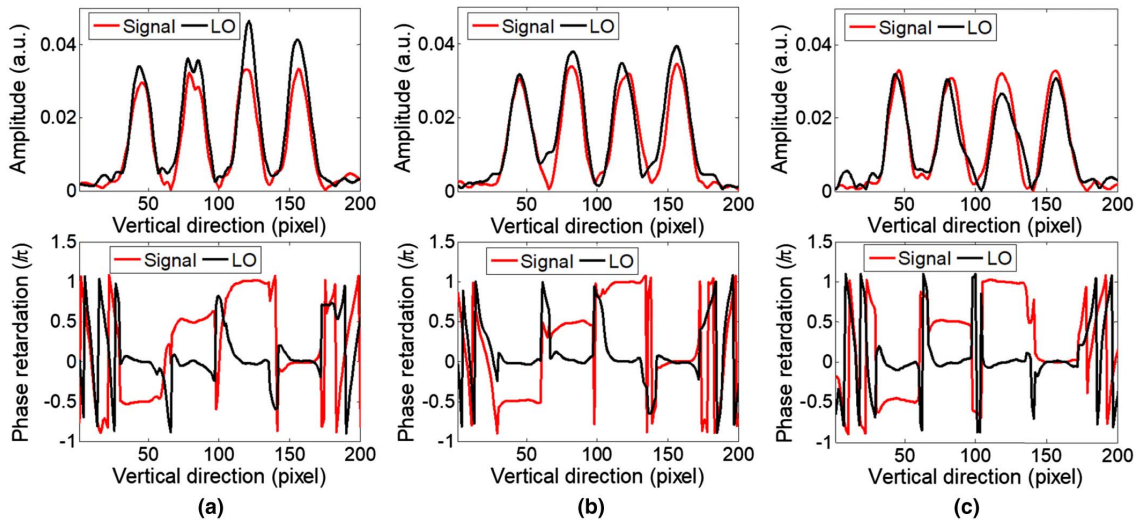 Signal LO
Amplitude (a.u.)
0.04
0.02
0
50 100 150 200
Vertical direction (pixel)
Signal LO
Amplitude (a.u.)
0.04
0.02
0
50 100 150 200
Vertical direction (pixel)
Signal LO
Amplitude (a.u.)
0.04
0.02
0
50 100 150 200
Vertical direction (pixel)
Signal LO
Phase retardation (/π)
1.5
1
0.5
0
-0.5
-1
50 100 150 200
Vertical direction (pixel)
(a)
Signal LO
Phase retardation (/π)
1.5
1
0.5
0
-0.5
-1
50 100 150 200
Vertical direction (pixel)
(b)
Signal LO
Phase retardation (/π)
1.5
1
0.5
0
-0.5
-1
50 100 150 200
Vertical direction (pixel)
(c)